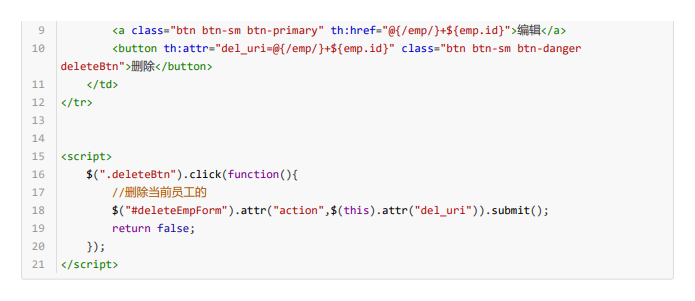 9 <a class="btn btn-sm btn-primary" th:href="@{/emp/}+${emp.id}">编辑</a>
10 <button th:attr="del_uri=@{/emp/}+${emp.id}" class="btn btn-sm btn-danger
deleteBtn">删除</button>
11 </td>
12 </tr>
13
14
15 <script>
16 $(".deleteBtn").click(function(){
17 //删除当前员工的
18 $("#deleteEmpForm").attr("action",$(this).attr("del_uri")).submit();
19 return false;
20 });
21 </script>